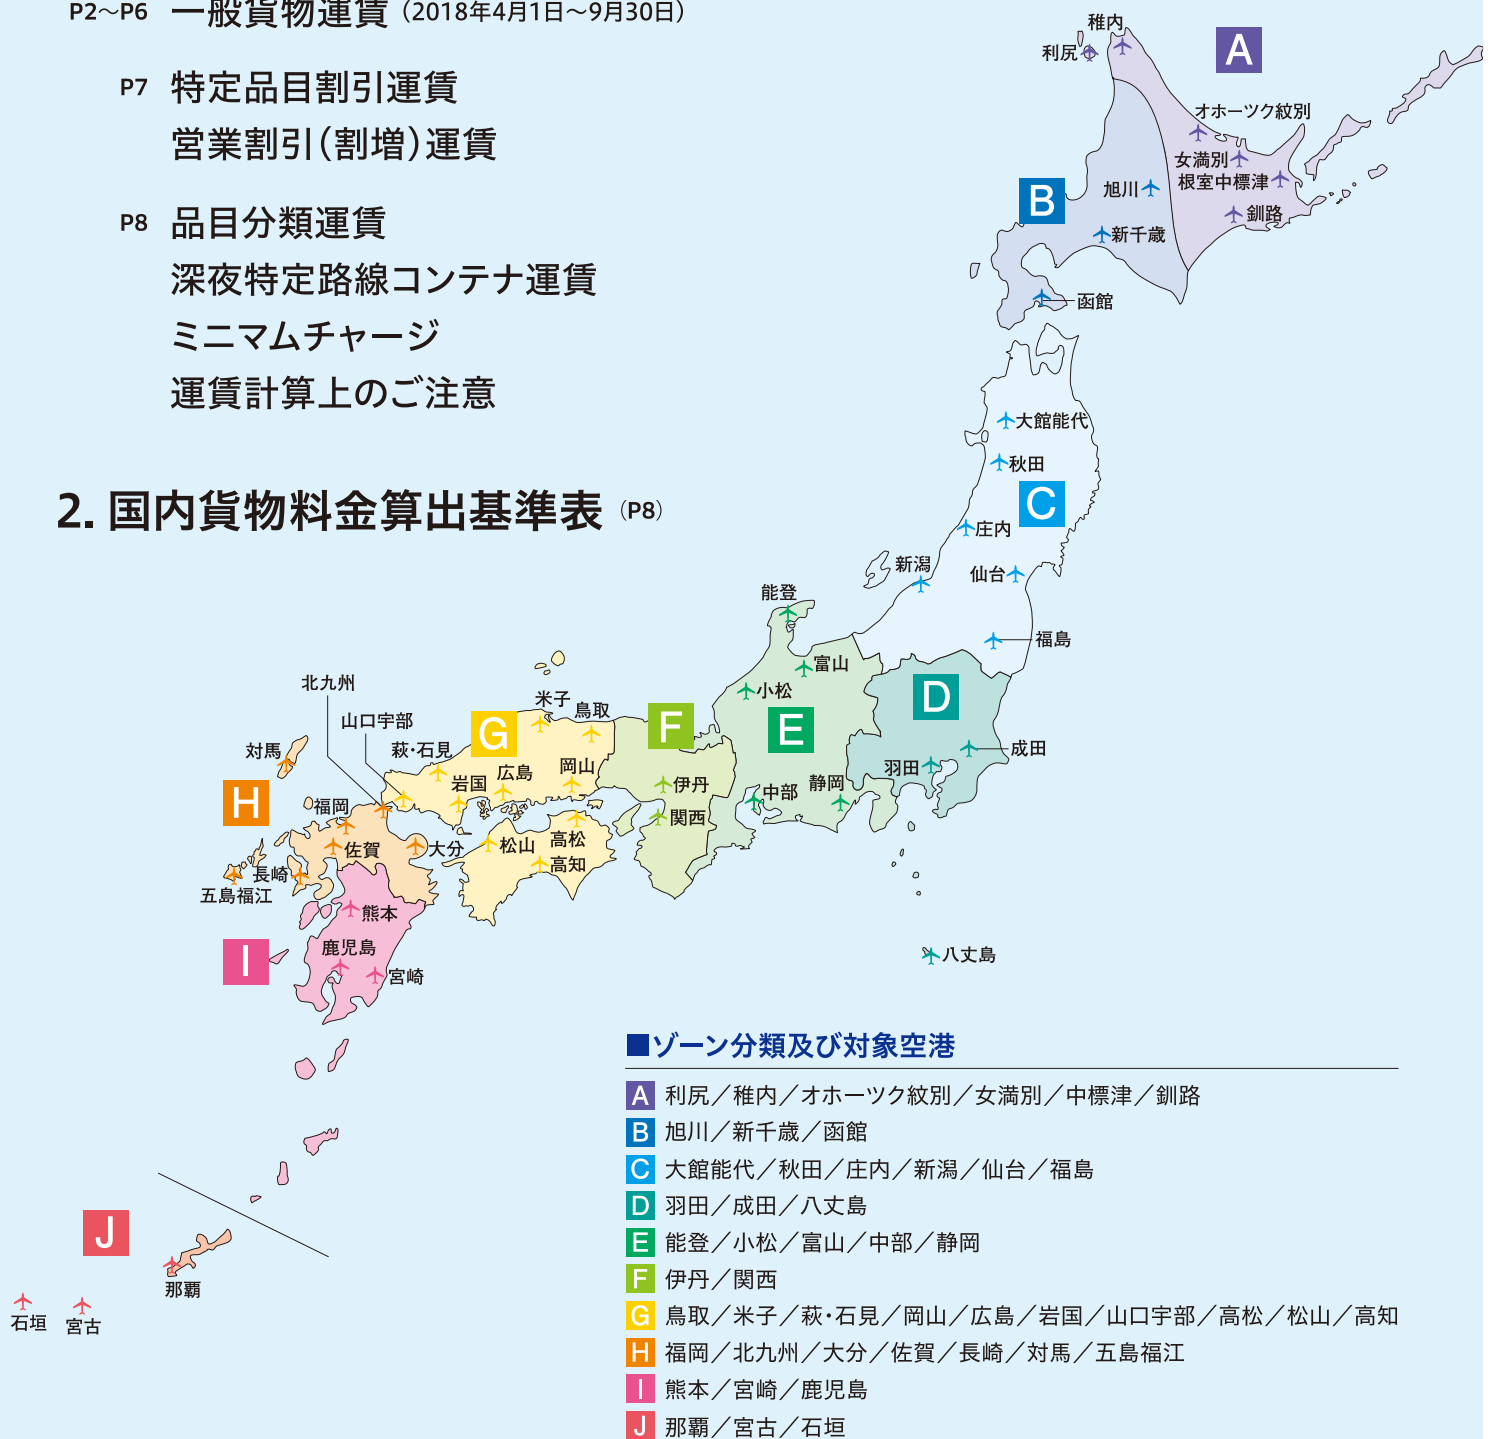 P2～P6 一般貨物運賃（2018年4月1日～9月30日）
P7 特定品目割引運賃
営業割引（割増）運賃
P8 品目分類運賃
深夜特定路線コンテナ運賃
ミニマムチャージ
運賃計算上のご注意
2. 国内貨物料金算出基準表（P8）
稚内
利尻
A
オホーツク紋別
女満別
根室中標津
釧路
B
旭川
新千歳
函館
大館能代
秋田
C
庄内
新潟
仙台
福島
能登
富山
小松
D
E
成田
羽田
中部
静岡
八丈島
F
伊丹
関西
北九州
山口宇部
米子
鳥取
G
萩・石見
岩国
広島
岡山
松山
高松
高知
対馬
H
福岡
佐賀
大分
長崎
五島福江
熊本
I
鹿児島
宮崎
J
那覇
石垣
宮古
■ゾーン分類及び対象空港
A 利尻／稚内／オホーツク紋別／女満別／中標津／釧路
B 旭川／新千歳／函館
C 大館能代／秋田／庄内／新潟／仙台／福島
D 羽田／成田／八丈島
E 能登／小松／富山／中部／静岡
F 伊丹／関西
G 鳥取／米子／萩・石見／岡山／広島／岩国／山口宇部／高松／松山／高知
H 福岡／北九州／大分／佐賀／長崎／対馬／五島福江
I 熊本／宮崎／鹿児島
J 那覇／宮古／石垣